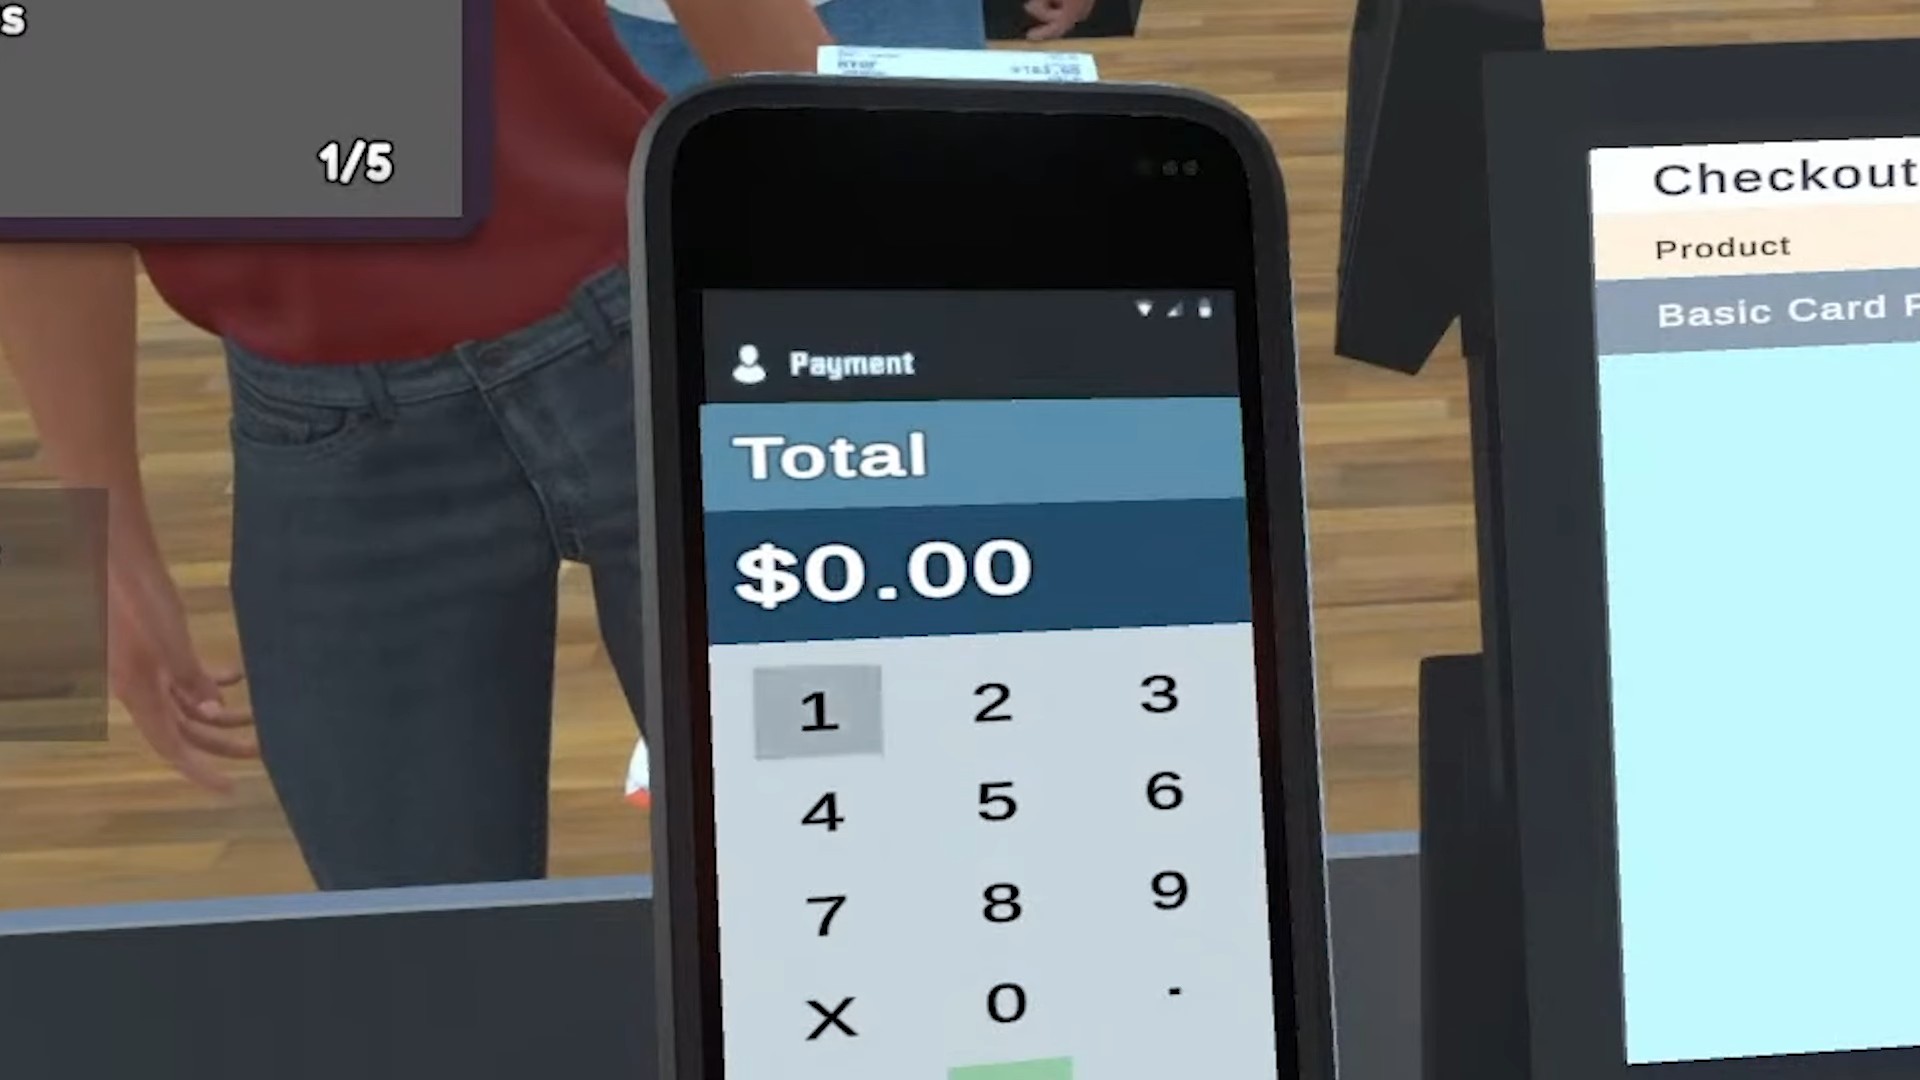 s
1/5
Payment
Total
$0.00
1 2 3
4 5 6
7 8 9
X 0 .
Checkout
Product
Basic Card